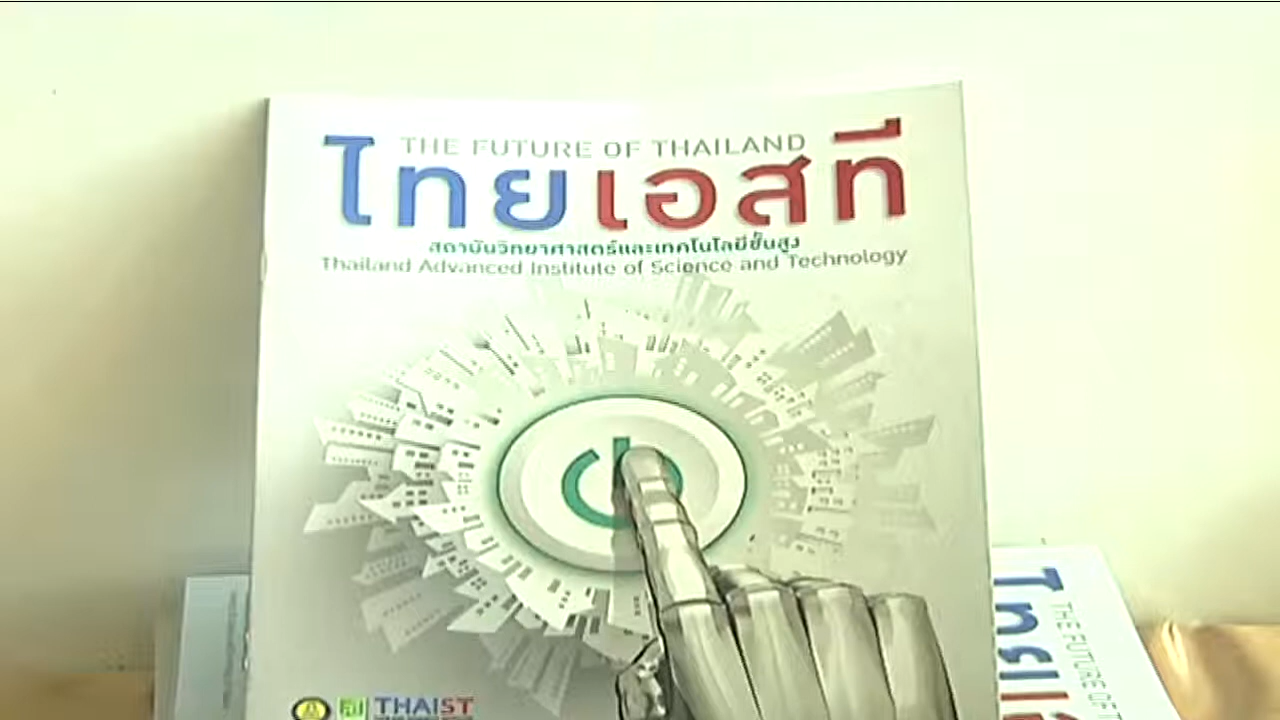 THE FUTURE OF THAILAND
ไทยเอสที
สถาบันวิทยาศาสตร์และเทคโนโลยีชั้นสูง
Thailand Advanced Institute of Science and Technology
THAIST
THE FUTURE OF T
ไทยเ